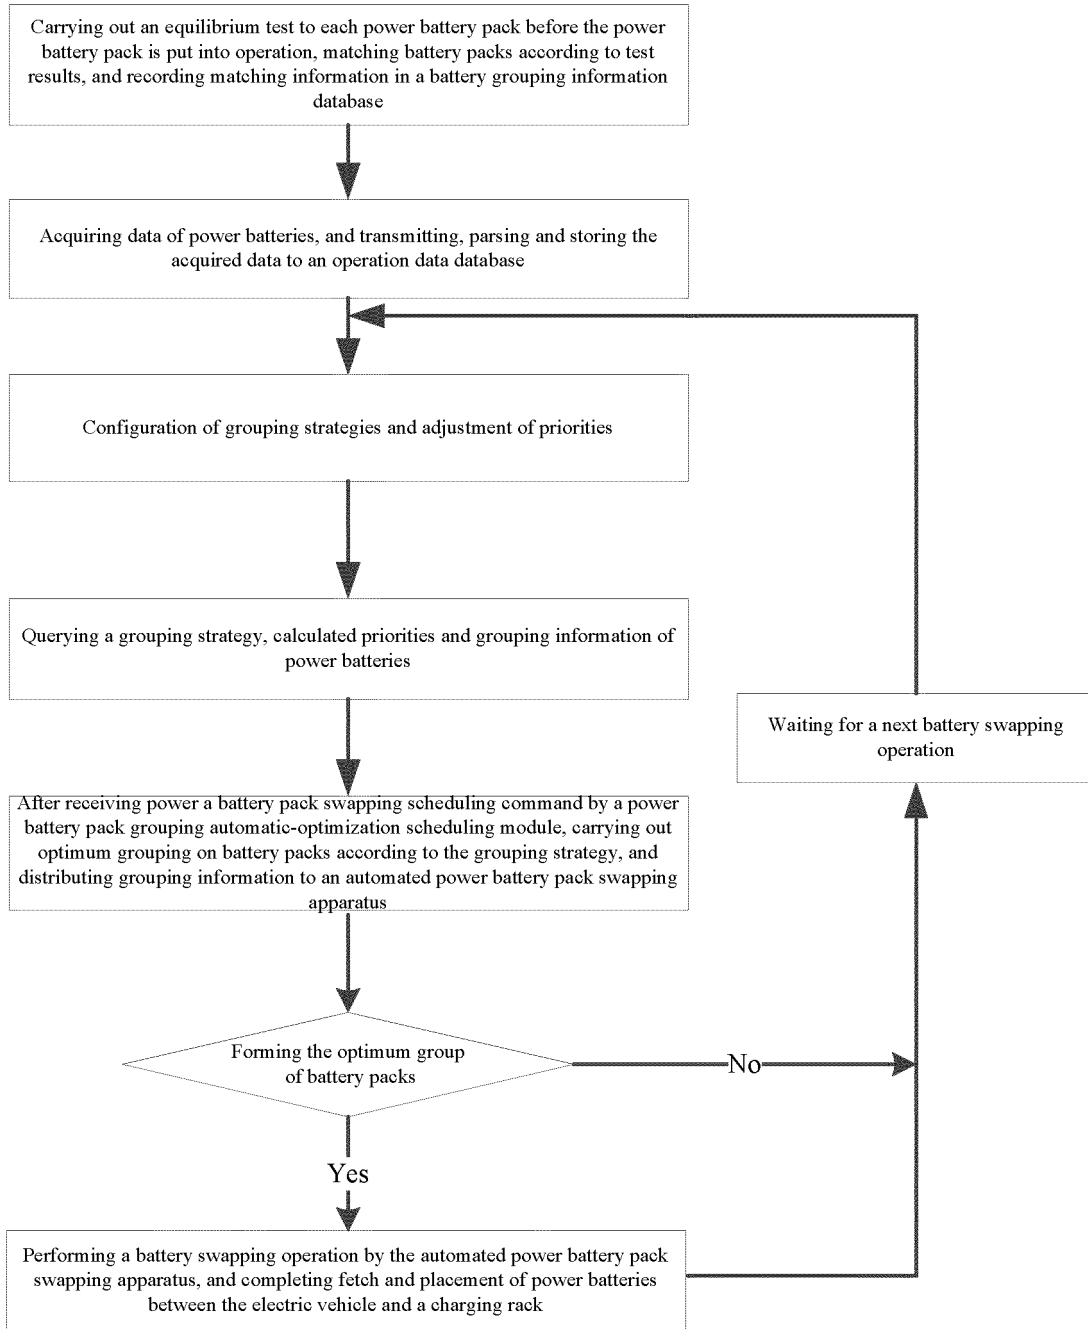 Carrying out an equilibrium test to each power battery pack before the power
battery pack is put into operation, matching battery packs according to test
results, and recording matching information in a battery grouping information
database
Acquiring data of power batteries, and transmitting, parsing and storing the
acquired data to an operation data database
Configuration of grouping strategies and adjustment of priorities
Querying a grouping strategy, calculated priorities and grouping information of
power batteries
Waiting for a next battery swapping
operation
After receiving power a battery pack swapping scheduling command by a power
battery pack grouping automatic-optimization scheduling module, carrying out
optimum grouping on battery packs according to the grouping strategy, and
distributing grouping information to an automated power battery pack swapping
apparatus
Forming the optimum group
of battery packs
No
Yes
Performing a battery swapping operation by the automated power battery pack
swapping apparatus, and completing fetch and placement of power batteries
between the electric vehicle and a charging rack